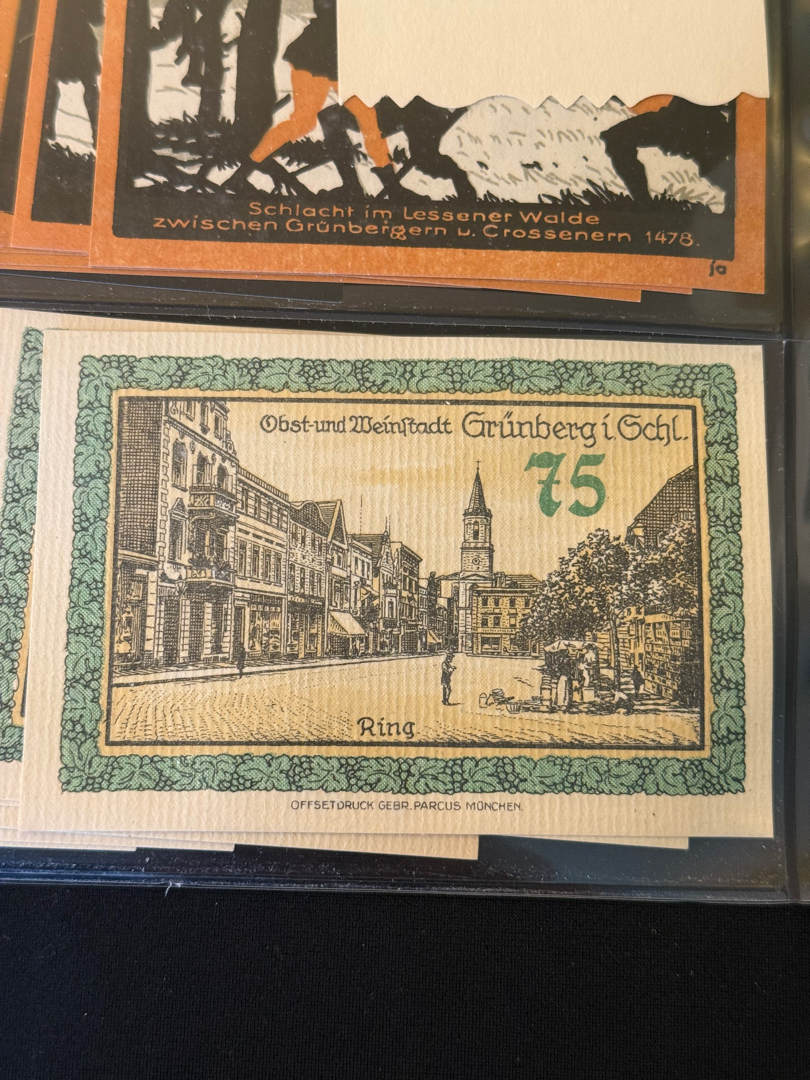 Schlacht im Lessener Walde
zwischen Grünbergern u. Crossenern 1478.
ja
Obst-und Weinſtadt Grünberg i. Schl.
75
Ring
OFFSETDRUCK GEBR. PARCUS MÜNCHEN.